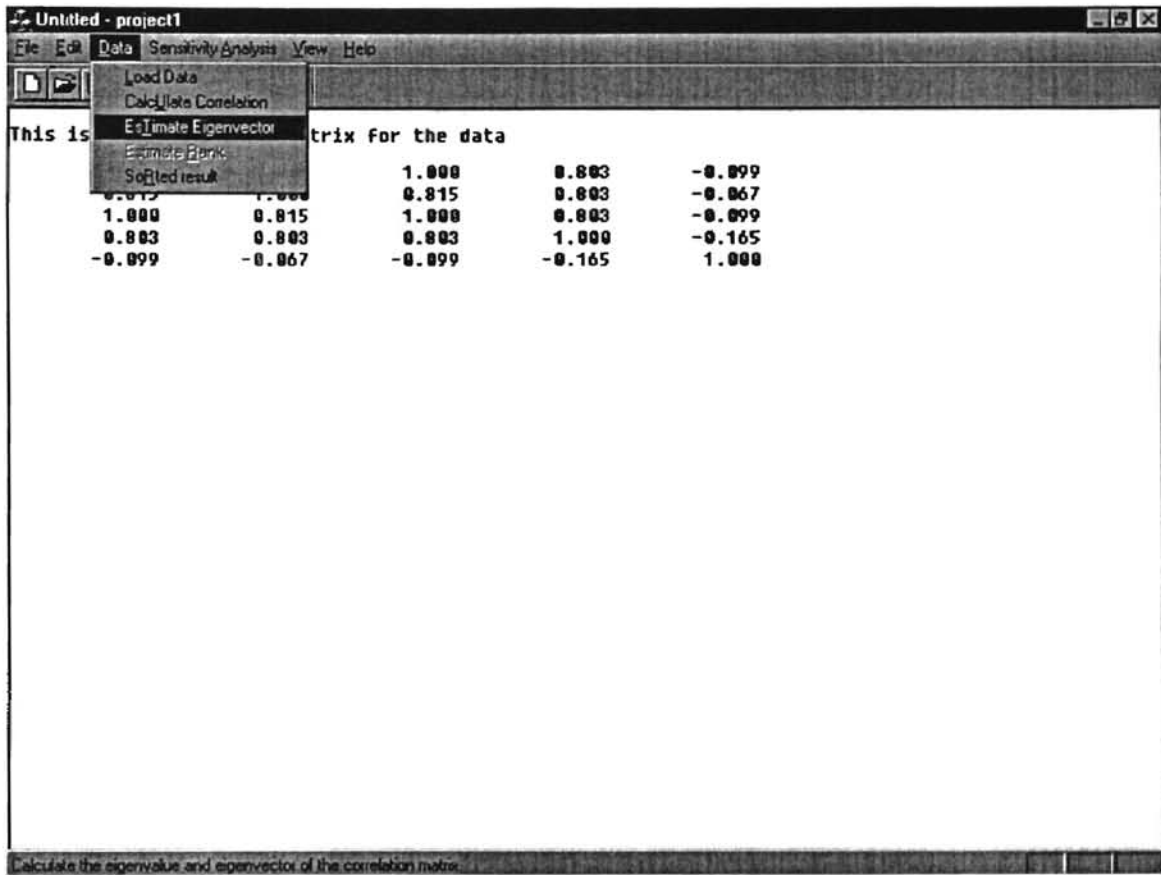 Untitled - project1
File Edit Data Sensitivity Analysis View Help
Load Data
CalcUlate Correlation
EsTimate Eigenvector
Estimate Rank
SoRted result
This is trix for the data
1.000 0.803 -0.099
0.815 1.000 0.815 0.803 -0.067
1.000 0.815 1.000 0.803 -0.099
0.803 0.803 0.803 1.000 -0.165
-0.099 -0.067 -0.099 -0.165 1.000
Calculate the eigenvalue and eigenvector of the correlation matrix